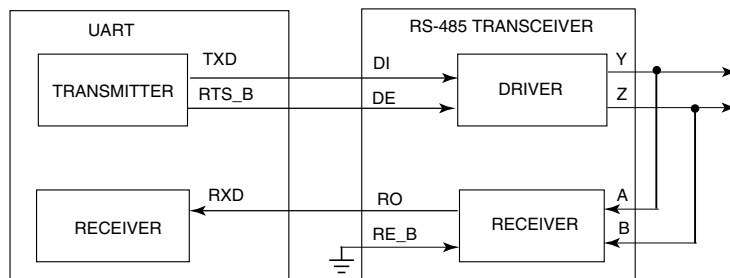 UART
RS-485 TRANSCEIVER
TXD
DI
Y
TRANSMITTER
DRIVER
RTS_B
DE
Z
RXD
RO
A
RECEIVER
RECEIVER
RE_B
B